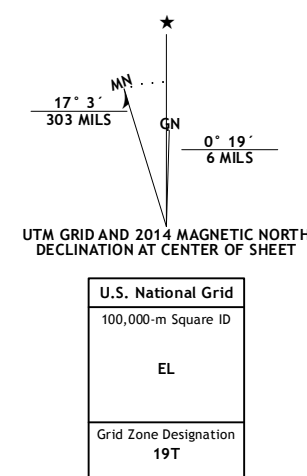 ★
MN
17° 3´
303 MILS
GN
0° 19´
6 MILS
UTM GRID AND 2014 MAGNETIC NORTH
DECLINATION AT CENTER OF SHEET
U.S. National Grid
100,000-m Square ID
EL
Grid Zone Designation
19T